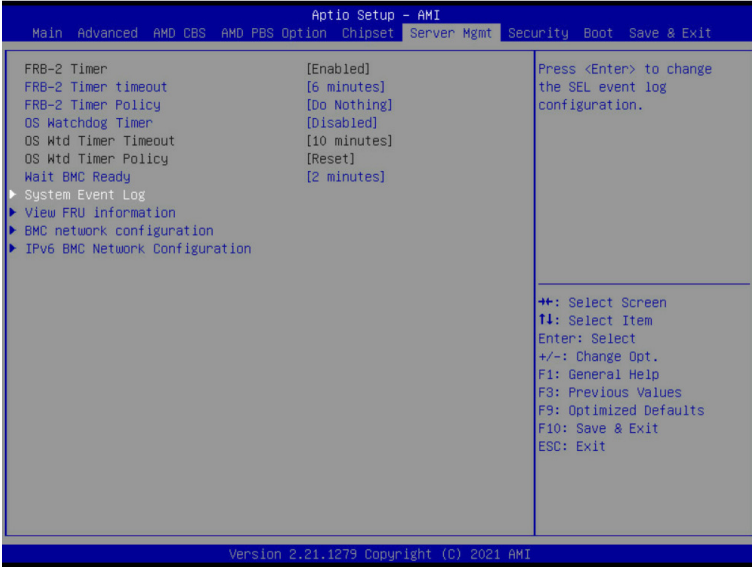 Aptio Setup – AMI
Main Advanced AMD CBS AMD PBS Option Chipset Server Mgmt Security Boot Save & Exit
FRB-2 Timer [Enabled]
FRB-2 Timer timeout [6 minutes]
FRB-2 Timer Policy [Do Nothing]
OS Watchdog Timer [Disabled]
OS Wtd Timer Timeout [10 minutes]
OS Wtd Timer Policy [Reset]
Wait BMC Ready [2 minutes]
▶ System Event Log
▶ View FRU information
▶ BMC network configuration
▶ IPv6 BMC Network Configuration
Press <Enter> to change
the SEL event log
configuration.
→←: Select Screen
↑↓: Select Item
Enter: Select
+/-: Change Opt.
F1: General Help
F3: Previous Values
F9: Optimized Defaults
F10: Save & Exit
ESC: Exit
Version 2.21.1279 Copyright (C) 2021 AMI